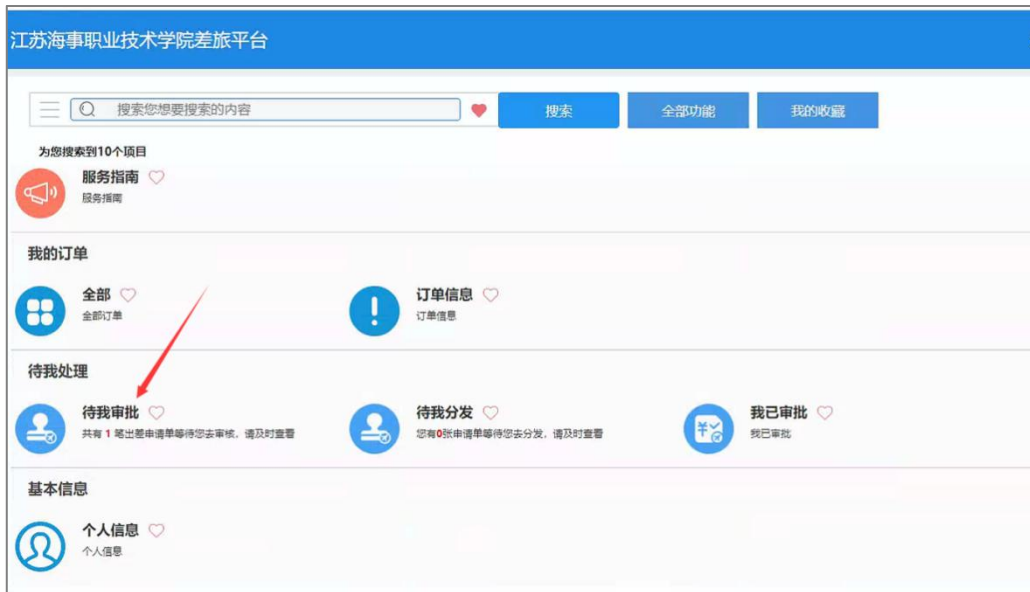 江苏海事职业技术学院差旅平台
搜索您想要搜索的内容
搜索
全部功能
我的收藏
为您搜索到10个项目
服务指南
服务指南
我的订单
全部
全部订单
订单信息
订单信息
待我处理
待我审批
共有 1 笔出差申请单等待您去审核，请及时查看
待我分发
您有0张申请单等待您去分发，请及时查看
我已审批
我已审批
基本信息
个人信息
个人信息